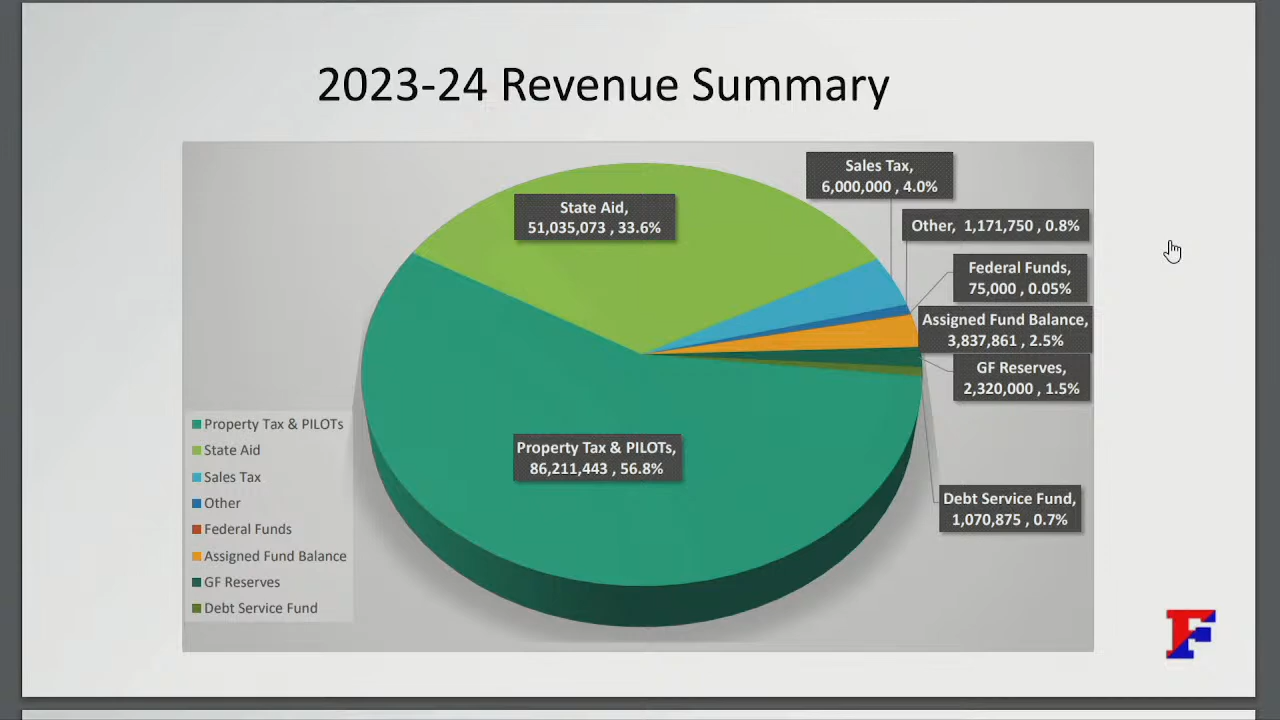 2023-24 Revenue Summary
State Aid,
51,035,073 , 33.6%
Sales Tax,
6,000,000 , 4.0%
Other,  1,171,750 , 0.8%
Federal Funds,
75,000 , 0.05%
Assigned Fund Balance,
3,837,861 , 2.5%
GF Reserves,
2,320,000 , 1.5%
Property Tax & PILOTs,
86,211,443 , 56.8%
Debt Service Fund,
1,070,875 , 0.7%
Property Tax & PILOTs
State Aid
Sales Tax
Other
Federal Funds
Assigned Fund Balance
GF Reserves
Debt Service Fund
F